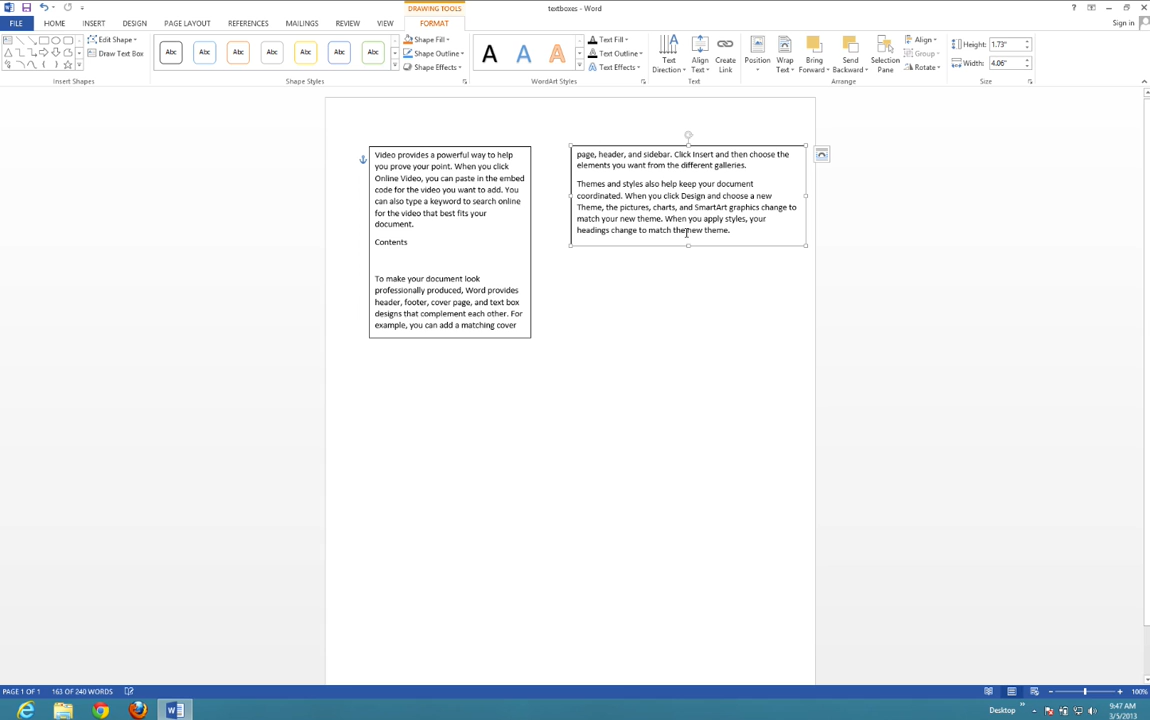 DRAWING TOOLS
textboxes - Word
FILE HOME INSERT DESIGN PAGE LAYOUT REFERENCES MAILINGS REVIEW VIEW FORMAT
Sign in
Edit Shape
Draw Text Box
Insert Shapes
Abc Abc Abc Abc Abc Abc Abc
Shape Fill
Shape Outline
Shape Effects
Shape Styles
A A A
Text Fill
Text Outline
Text Effects
WordArt Styles
Text Direction
Align Text
Create Link
Text
Position
Wrap Text
Bring Forward
Send Backward
Selection Pane
Align
Group
Rotate
Arrange
Height: 1.73"
Width: 4.06"
Size
Video provides a powerful way to help
you prove your point. When you click
Online Video, you can paste in the embed
code for the video you want to add. You
can also type a keyword to search online
for the video that best fits your
document.
Contents
To make your document look
professionally produced, Word provides
header, footer, cover page, and text box
designs that complement each other. For
example, you can add a matching cover
page, header, and sidebar. Click Insert and then choose the
elements you want from the different galleries.
Themes and styles also help keep your document
coordinated. When you click Design and choose a new
Theme, the pictures, charts, and SmartArt graphics change to
match your new theme. When you apply styles, your
headings change to match the new theme.
PAGE 1 OF 1 163 OF 240 WORDS
100%
Desktop
9:47 AM
3/5/2013